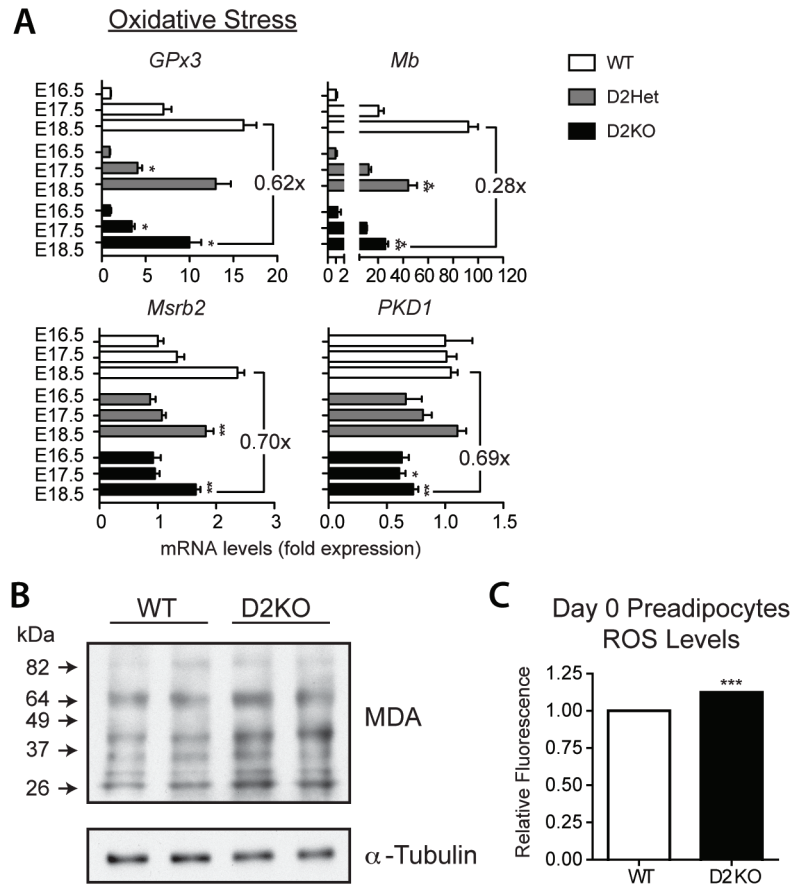 A
Oxidative Stress
GPx3
E16.5
E17.5
E18.5
E16.5
E17.5
E18.5
E16.5
E17.5
E18.5
*
*
*
0.62x
0 5 10 15 20
Mb
**
**
0.28x
0 2 20 40 60 80 100 120
WT
D2Het
D2KO
Msrb2
E16.5
E17.5
E18.5
E16.5
E17.5
E18.5
E16.5
E17.5
E18.5
**
**
0.70x
0 1 2 3
PKD1
*
**
0.69x
0.0 0.5 1.0 1.5
mRNA levels (fold expression)
B
WT D2KO
kDa
82
64
49
37
26
MDA
α-Tubulin
C
Day 0 Preadipocytes
ROS Levels
Relative Fluorescence
1.25
1.00
0.75
0.50
0.25
0.00
***
WT D2KO